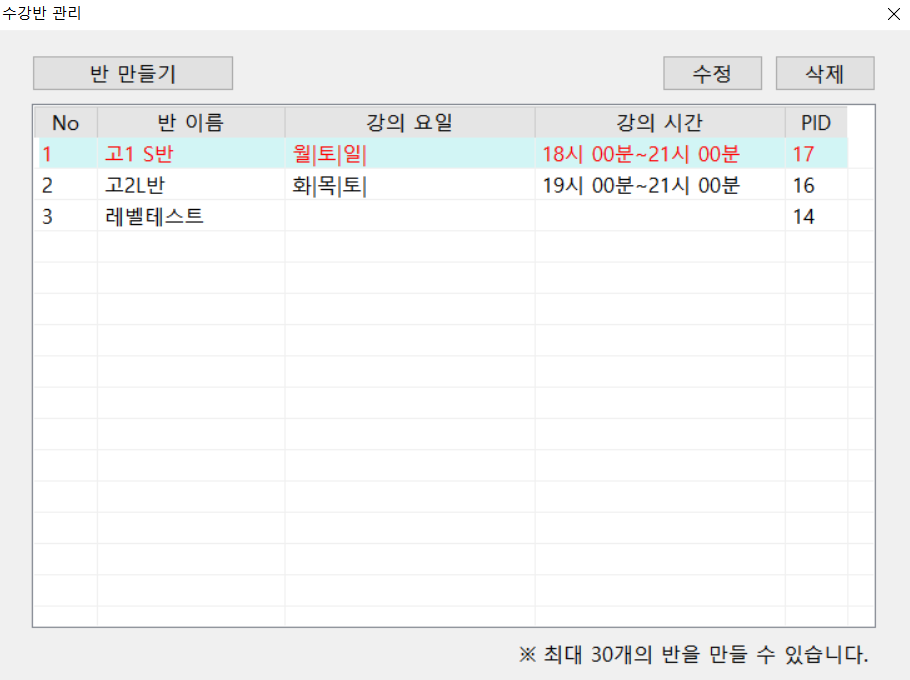 수강반 관리
반 만들기 수정 삭제
No 반 이름 강의 요일 강의 시간 PID
1 고1 S반 월|토|일| 18시 00분~21시 00분 17
2 고2L반 화|목|토| 19시 00분~21시 00분 16
3 레벨테스트 14
※ 최대 30개의 반을 만들 수 있습니다.